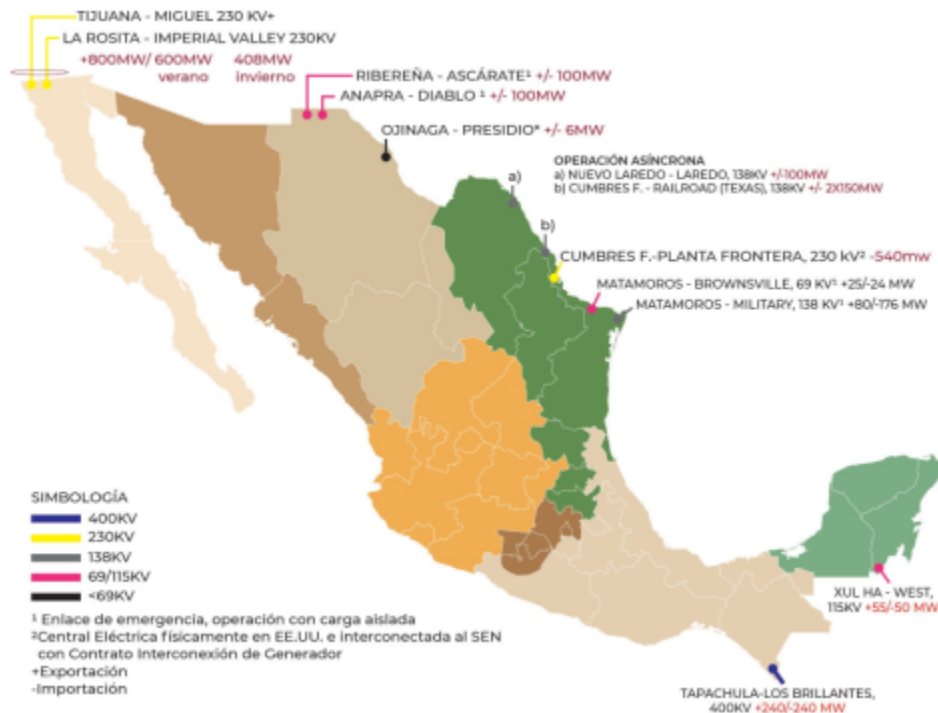 TIJUANA - MIGUEL 230 KV+
LA ROSITA - IMPERIAL VALLEY 230KV
+800MW/ 600MW 408MW
verano invierno
RIBEREÑA - ASCÁRATE¹ +/- 100MW
ANAPRA - DIABLO ¹ +/- 100MW
OJINAGA - PRESIDIO* +/- 6MW
OPERACIÓN ASÍNCRONA
a) NUEVO LAREDO - LAREDO, 138KV +/-100MW
b) CUMBRES F. - RAILROAD (TEXAS), 138KV +/- 2X150MW
a)
b)
CUMBRES F.-PLANTA FRONTERA, 230 kV² -540mw
MATAMOROS - BROWNSVILLE, 69 KV¹ +25/-24 MW
MATAMOROS - MILITARY, 138 KV¹ +80/-176 MW
SIMBOLOGÍA
400KV
230KV
138KV
69/115KV
<69KV
¹ Enlace de emergencia, operación con carga aislada
²Central Eléctrica físicamente en EE.UU. e interconectada al SEN
con Contrato Interconexión de Generador
+Exportación
-Importación
XUL HA - WEST,
115KV +55/-50 MW
TAPACHULA-LOS BRILLANTES,
400KV +240/-240 MW